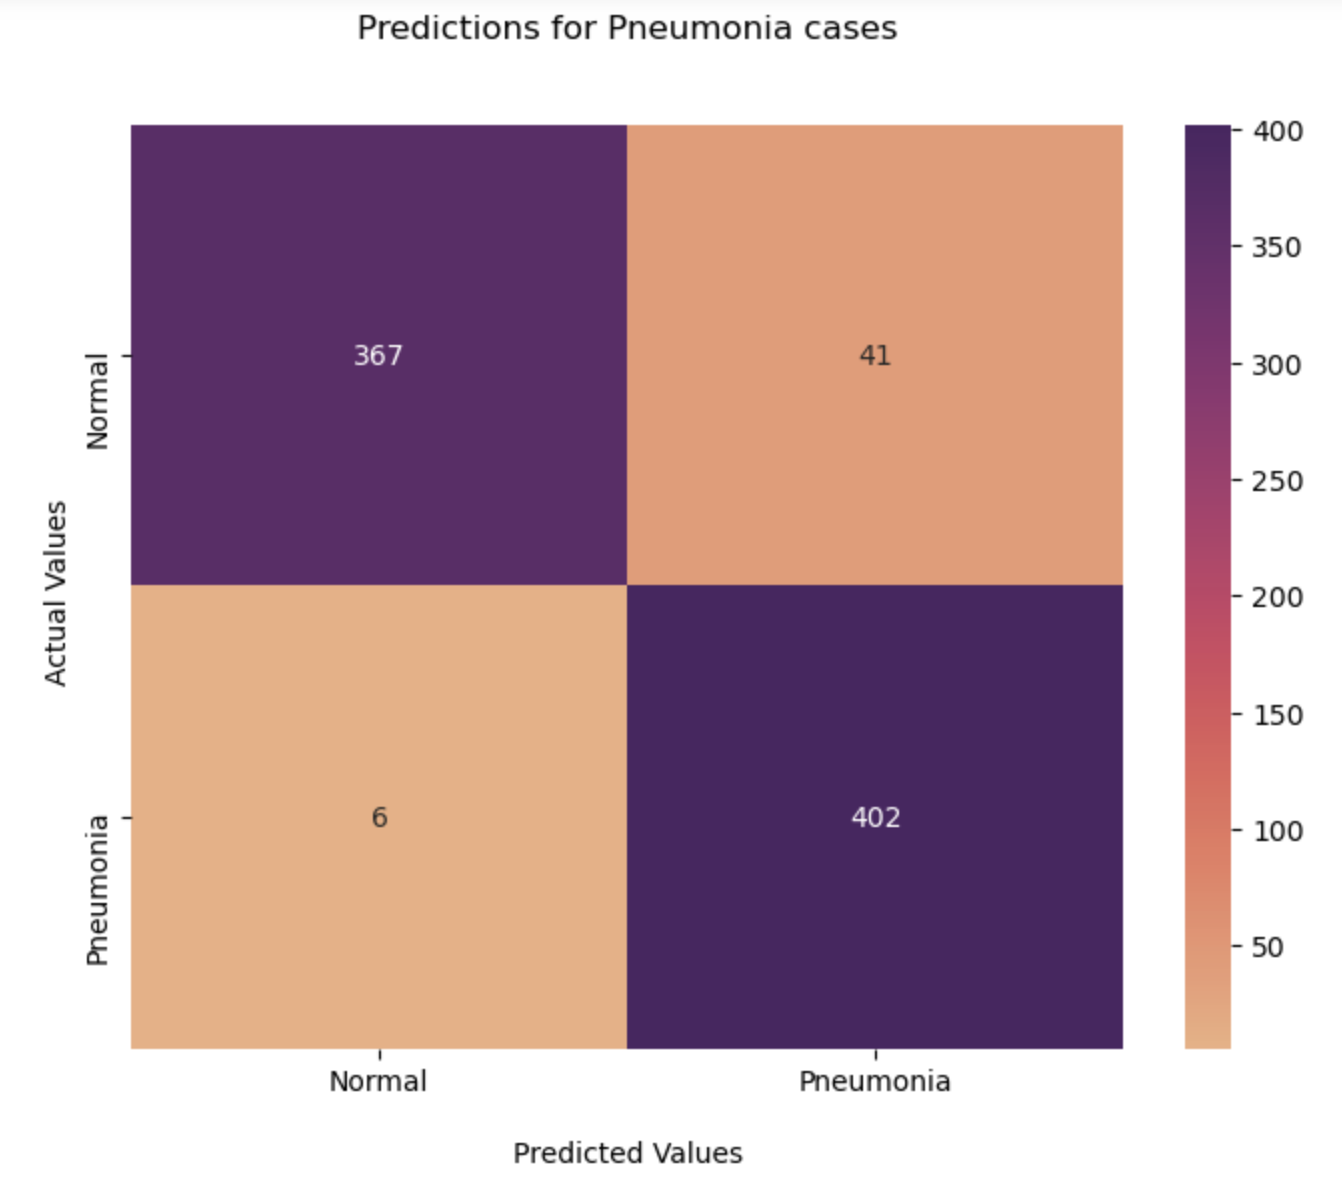 Predictions for Pneumonia cases
400
350
300
250
200
150
100
50
Actual Values
Normal
367
41
Pneumonia
6
402
Normal
Pneumonia
Predicted Values